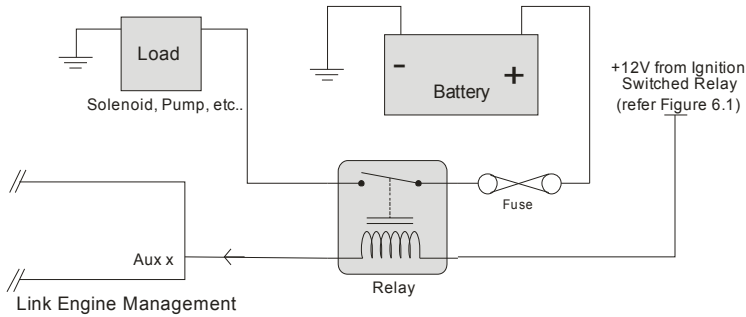 Load
Solenoid, Pump, etc..
-
+
Battery
+12V from Ignition
Switched Relay
(refer Figure 6.1)
Fuse
Aux x
Relay
Link Engine Management